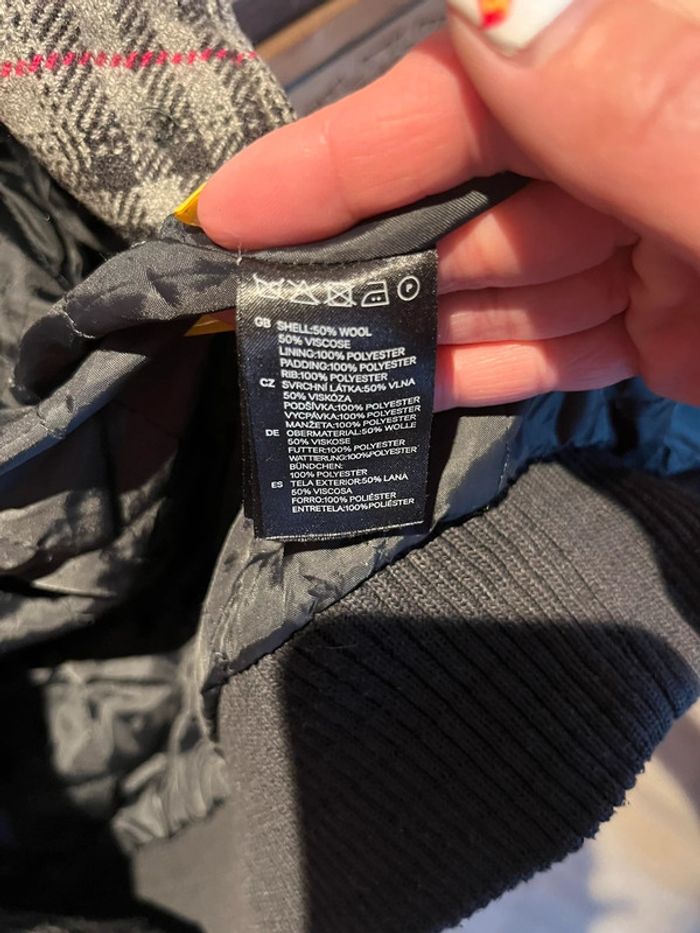 P
GB SHELL:50% WOOL
50% VISCOSE
LINING:100% POLYESTER
PADDING:100% POLYESTER
RIB:100% POLYESTER
CZ SVRCHNÍ LÁTKA:50% VLNA
50% VISKÓZA
PODŠÍVKA:100% POLYESTER
VÝCPÁVKA:100% POLYESTER
MANŽETA:100% POLYESTER
DE OBERMATERIAL:50% WOLLE
50% VISKOSE
FUTTER:100% POLYESTER
WATTIERUNG:100%POLYESTER
BÜNDCHEN:
100% POLYESTER
ES TELA EXTERIOR:50% LANA
50% VISCOSA
FORRO:100% POLIÉSTER
ENTRETELA:100%POLIÉSTER